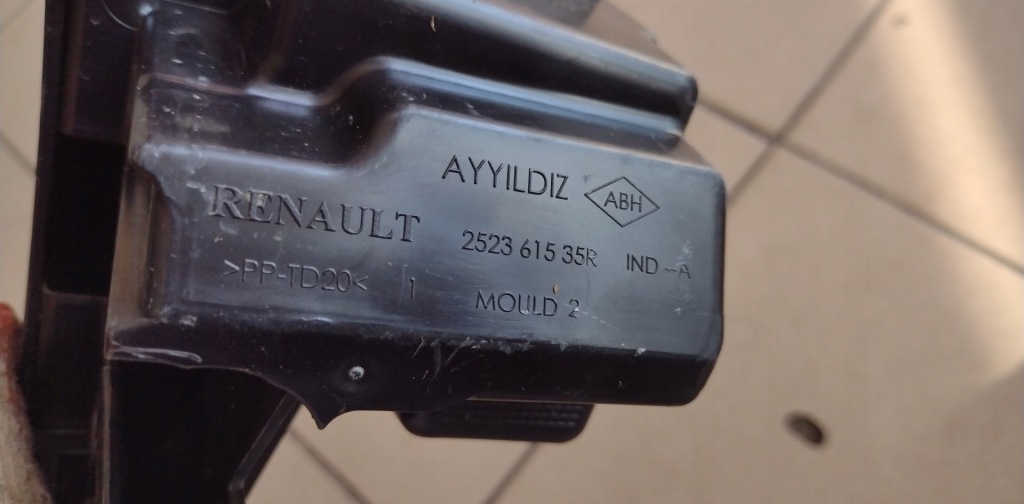 AYYILDIZ ABH
RENAULT
2523 615 35R IND-A
>PP-TD20< 1
MOULD 2